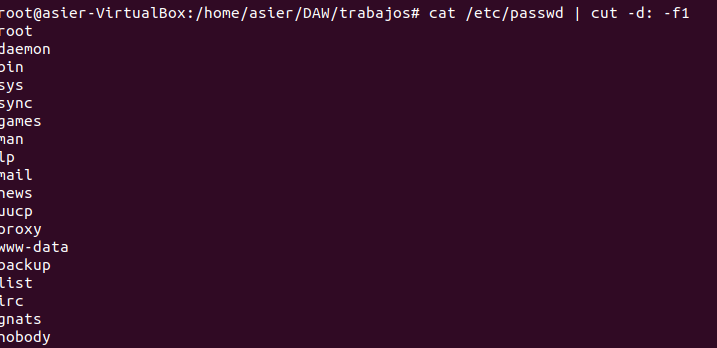 root@asier-VirtualBox:/home/asier/DAW/trabajos# cat /etc/passwd | cut -d: -f1
root
daemon
bin
sys
sync
games
man
lp
mail
news
uucp
proxy
www-data
backup
list
irc
gnats
nobody